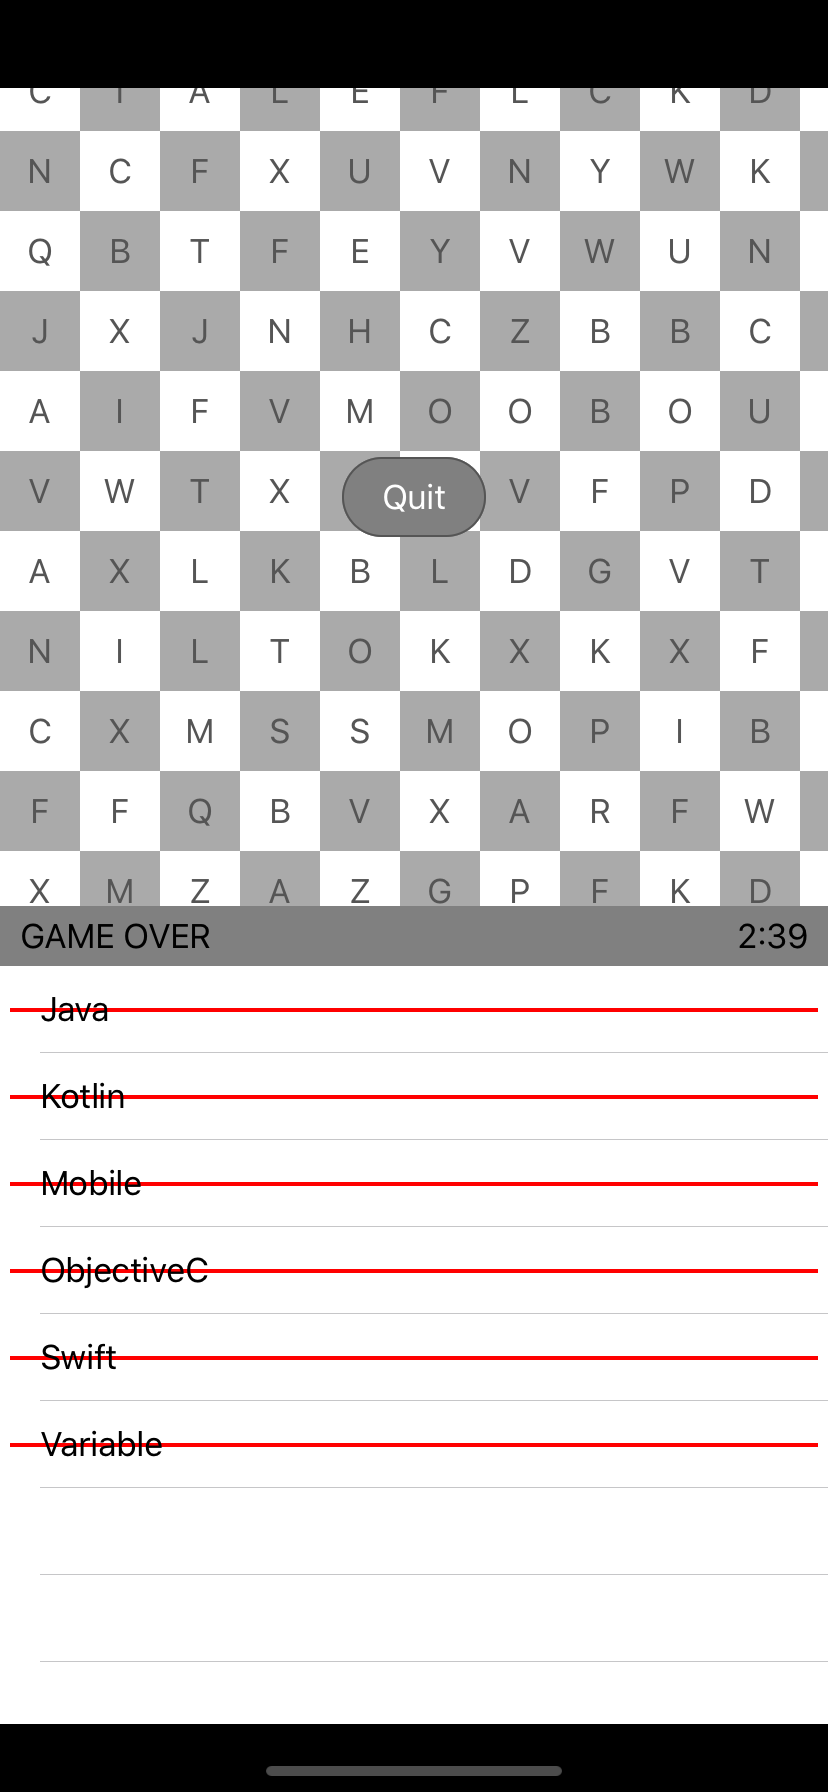 C I A L E F L C K D
N C F X U V N Y W K
Q B T F E Y V W U N
J X J N H C Z B B C
A I F V M O O B O U
V W T X Quit V F P D
A X L K B L D G V T
N I L T O K X K X F
C X M S S M O P I B
F F Q B V X A R F W
X M Z A Z G P F K D
GAME OVER 2:39
Java
Kotlin
Mobile
ObjectiveC
Swift
Variable